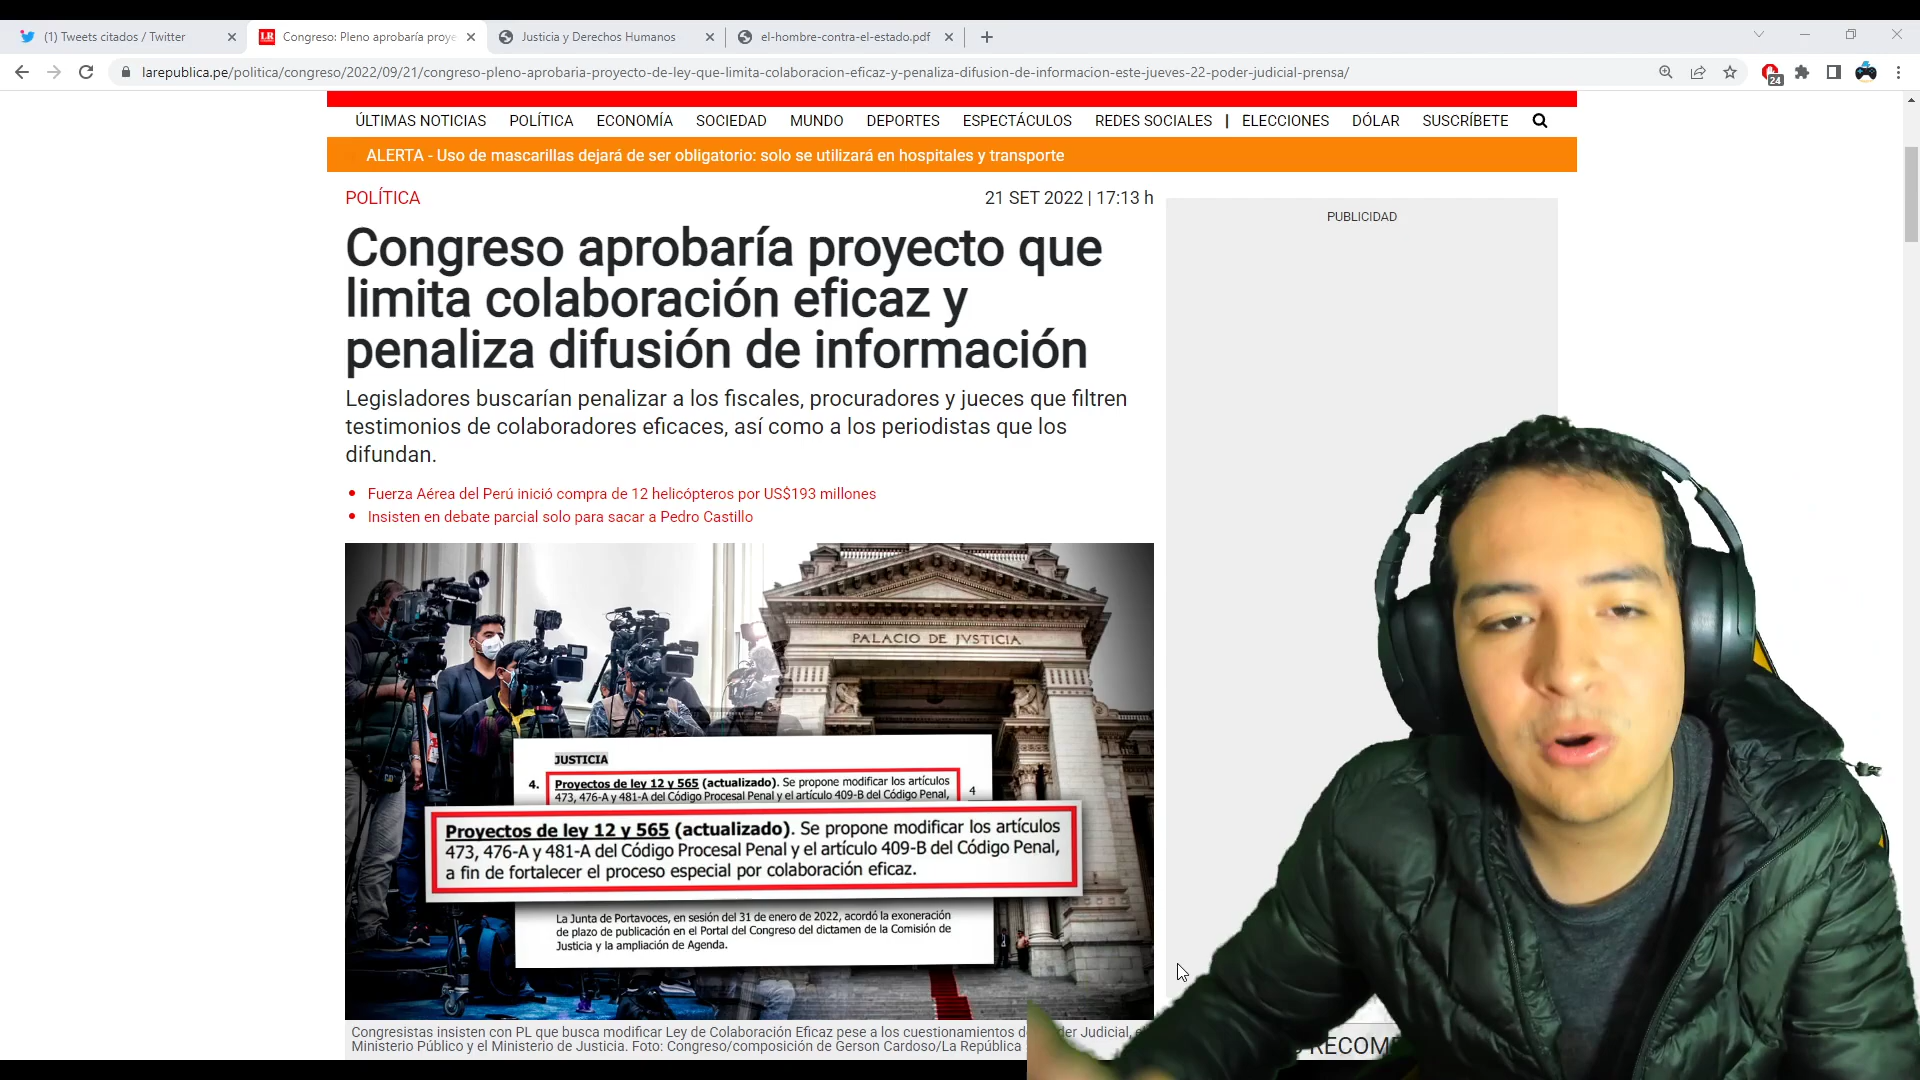 (1) Tweets citados / Twitter
LR
Congreso: Pleno aprobaría proye
Justicia y Derechos Humanos
el-hombre-contra-el-estado.pdf
larepublica.pe/politica/congreso/2022/09/21/congreso-pleno-aprobaria-proyecto-de-ley-que-limita-colaboracion-eficaz-y-penaliza-difusion-de-informacion-este-jueves-22-poder-judicial-prensa/
24
ÚLTIMAS NOTICIAS POLÍTICA ECONOMÍA SOCIEDAD MUNDO DEPORTES ESPECTÁCULOS REDES SOCIALES | ELECCIONES DÓLAR SUSCRÍBETE
ALERTA - Uso de mascarillas dejará de ser obligatorio: solo se utilizará en hospitales y transporte
POLÍTICA
21 SET 2022 | 17:13 h
PUBLICIDAD
Congreso aprobaría proyecto que
limita colaboración eficaz y
penaliza difusión de información
Legisladores buscarían penalizar a los fiscales, procuradores y jueces que filtren
testimonios de colaboradores eficaces, así como a los periodistas que los
difundan.
Fuerza Aérea del Perú inició compra de 12 helicópteros por US$193 millones
Insisten en debate parcial solo para sacar a Pedro Castillo
PALACIO DE JVSTICIA
JUSTICIA
4. Proyectos de ley 12 y 565 (actualizado). Se propone modificar los artículos
473, 476-A y 481-A del Código Procesal Penal y el artículo 409-B del Código Penal,
4
Proyectos de ley 12 y 565 (actualizado). Se propone modificar los artículos
473, 476-A y 481-A del Código Procesal Penal y el artículo 409-B del Código Penal,
a fin de fortalecer el proceso especial por colaboración eficaz.
La Junta de Portavoces, en sesión del 31 de enero de 2022, acordó la exoneración
de plazo de publicación en el Portal del Congreso del dictamen de la Comisión de
Justicia y la ampliación de Agenda.
Congresistas insisten con PL que busca modificar Ley de Colaboración Eficaz pese a los cuestionamientos Judicial,
Ministerio Público y el Ministerio de Justicia. Foto: Congreso/composición de Gerson Cardoso/La República